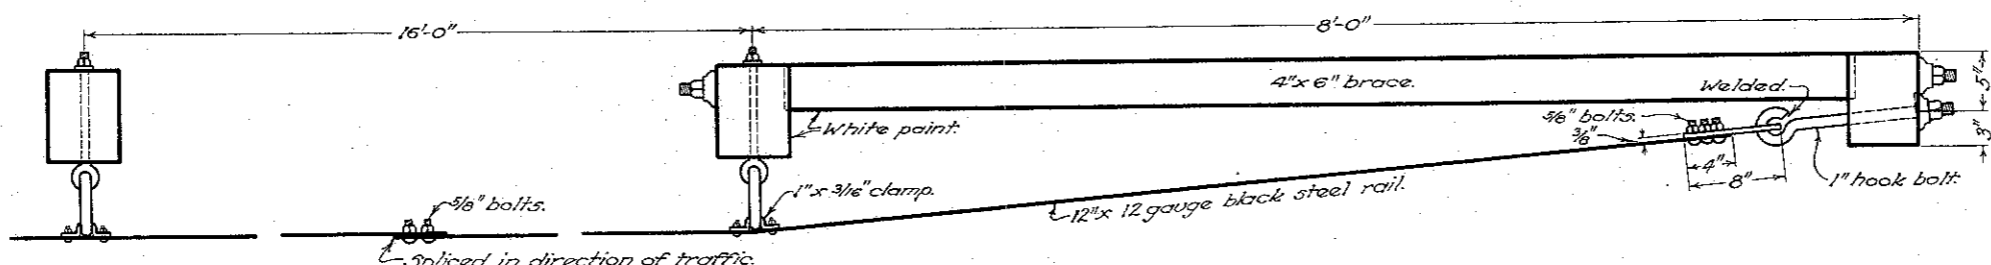 16'-0"
8'-0"
4"x 6" brace.
Welded.
5"
3"
White paint.
5/8" bolts.
3/8"
4"
8"
1" hook bolt.
1" x 3/16" clamp.
12" x 12 gauge black steel rail.
5/8" bolts.
Spliced in direction of traffic.